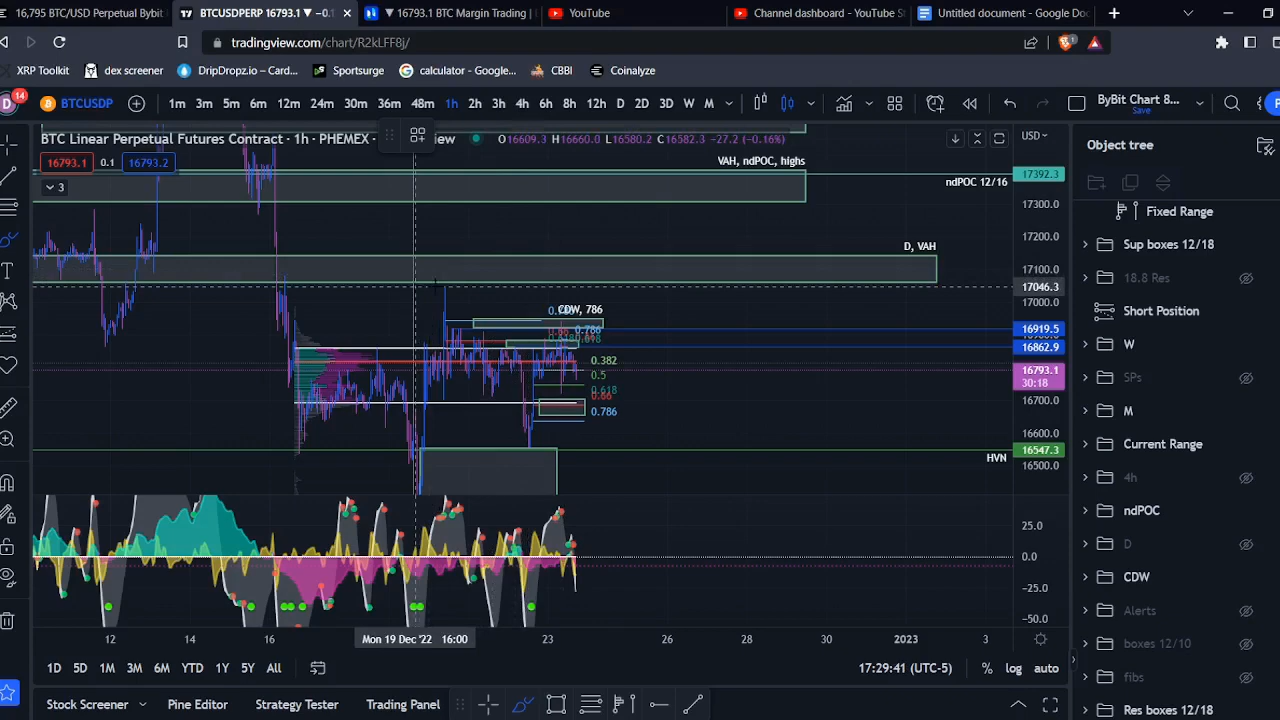 16,795 BTCUSD Perpetual Bybit
BTCUSDPERP 16793.1 ▼ −0.1
▼ 16793.1 BTC Margin Trading |
YouTube
Channel dashboard - YouTube St
Untitled document - Google Doc
tradingview.com/chart/R2kLFF8j/
XRP Toolkit
dex screener
DripDropz.io – Card...
Sportsurge
calculator - Google...
CBBI
Coinalyze
D 14
BTCUSDP
1m 3m 5m 6m 12m 24m 30m 36m 48m 1h 2h 3h 4h 6h 8h 12h D 2D 3D W M
ByBit Chart 8...
Save
BTC Linear Perpetual Futures Contract · 1h · PHEMEX
view
O16609.3 H16660.0 L16580.2 C16582.3 −27.2 (−0.16%)
USD
16793.1 0.1 16793.2
3
VAH, ndPOC, highs
ndPOC 12/16
17392.3
17300.0
17200.0
D, VAH
17100.0
17046.3
17000.0
CDW, 786
0.786
16919.5
16862.9
0.382
0.5
0.618
0.66
0.786
16793.1
30:18
16700.0
16600.0
16547.3
HVN
16500.0
25.0
0.0
−25.0
−50.0
12 14 16 Mon 19 Dec '22 16:00 23 26 28 30 2023 3
1D 5D 1M 3M 6M YTD 1Y 5Y All
17:29:41 (UTC-5)
% log auto
Stock Screener
Pine Editor
Strategy Tester
Trading Panel
Object tree
Fixed Range
Sup boxes 12/18
18.8 Res
Short Position
W
SPs
M
Current Range
4h
ndPOC
D
CDW
Alerts
boxes 12/10
fibs
Res boxes 12/18